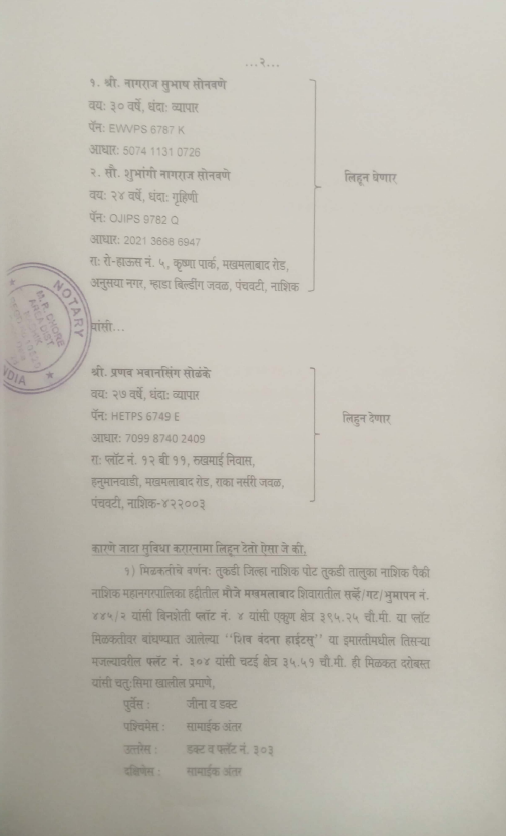 ...२...
१. श्री. नागराज सुभाष सोनवणे
वय: ३० वर्षे, धंदा: व्यापार
पॅन: EWVPS 6787 K
आधार: 5074 1131 0726
२. सौ. शुभांगी नागराज सोनवणे
वय: २४ वर्षे, धंदा: गृहिणी
पॅन: OJIPS 9782 Q
आधार: 2021 3668 6947
रा: रो-हाऊस नं. ५, कृष्णा पार्क, मखमलाबाद रोड,
अनुसया नगर, म्हाडा बिल्डींग जवळ, पंचवटी, नाशिक
लिहून घेणार
NOTARY
M. R. DHORE
INDIA
यांसी...
श्री. प्रणव भवानसिंग सोळंके
वय: २७ वर्षे, धंदा: व्यापार
पॅन: HETPS 6749 E
आधार: 7099 8740 2409
रा: प्लॉट नं. १२ बी ११, रुखमाई निवास,
हनुमानवाडी, मखमलाबाद रोड, राका नर्सरी जवळ,
पंचवटी, नाशिक-४२२००३
लिहुन देणार
कारणे जादा सुविधा करारनामा लिहून देतो ऐसा जे की,
१) मिळकतीचे वर्णन: तुकडी जिल्हा नाशिक पोट तुकडी तालुका नाशिक पैकी
नाशिक महानगरपालिका हद्दीतील मौजे मखमलाबाद शिवारातील सर्व्हे/गट/भुमापन नं.
४४५/२ यांसी बिनशेती प्लॉट नं. ४ यांसी एकुण क्षेत्र ३९५.२५ चौ.मी. या प्लॉट
मिळकतीवर बांधण्यात आलेल्या "शिव वंदना हाईटस्" या इमारतीमधील तिसऱ्या
मजल्यावरील फ्लॅट नं. ३०४ यांसी चटई क्षेत्र ३५.५१ चौ.मी. ही मिळकत दरोबस्त
यांसी चतु:सिमा खालील प्रमाणे,
पुर्वेस : जीना व डक्ट
पश्चिमेस : सामाईक अंतर
उत्तरेस : डक्ट व फ्लॅट नं. ३०३
दक्षिणेस : सामाईक अंतर